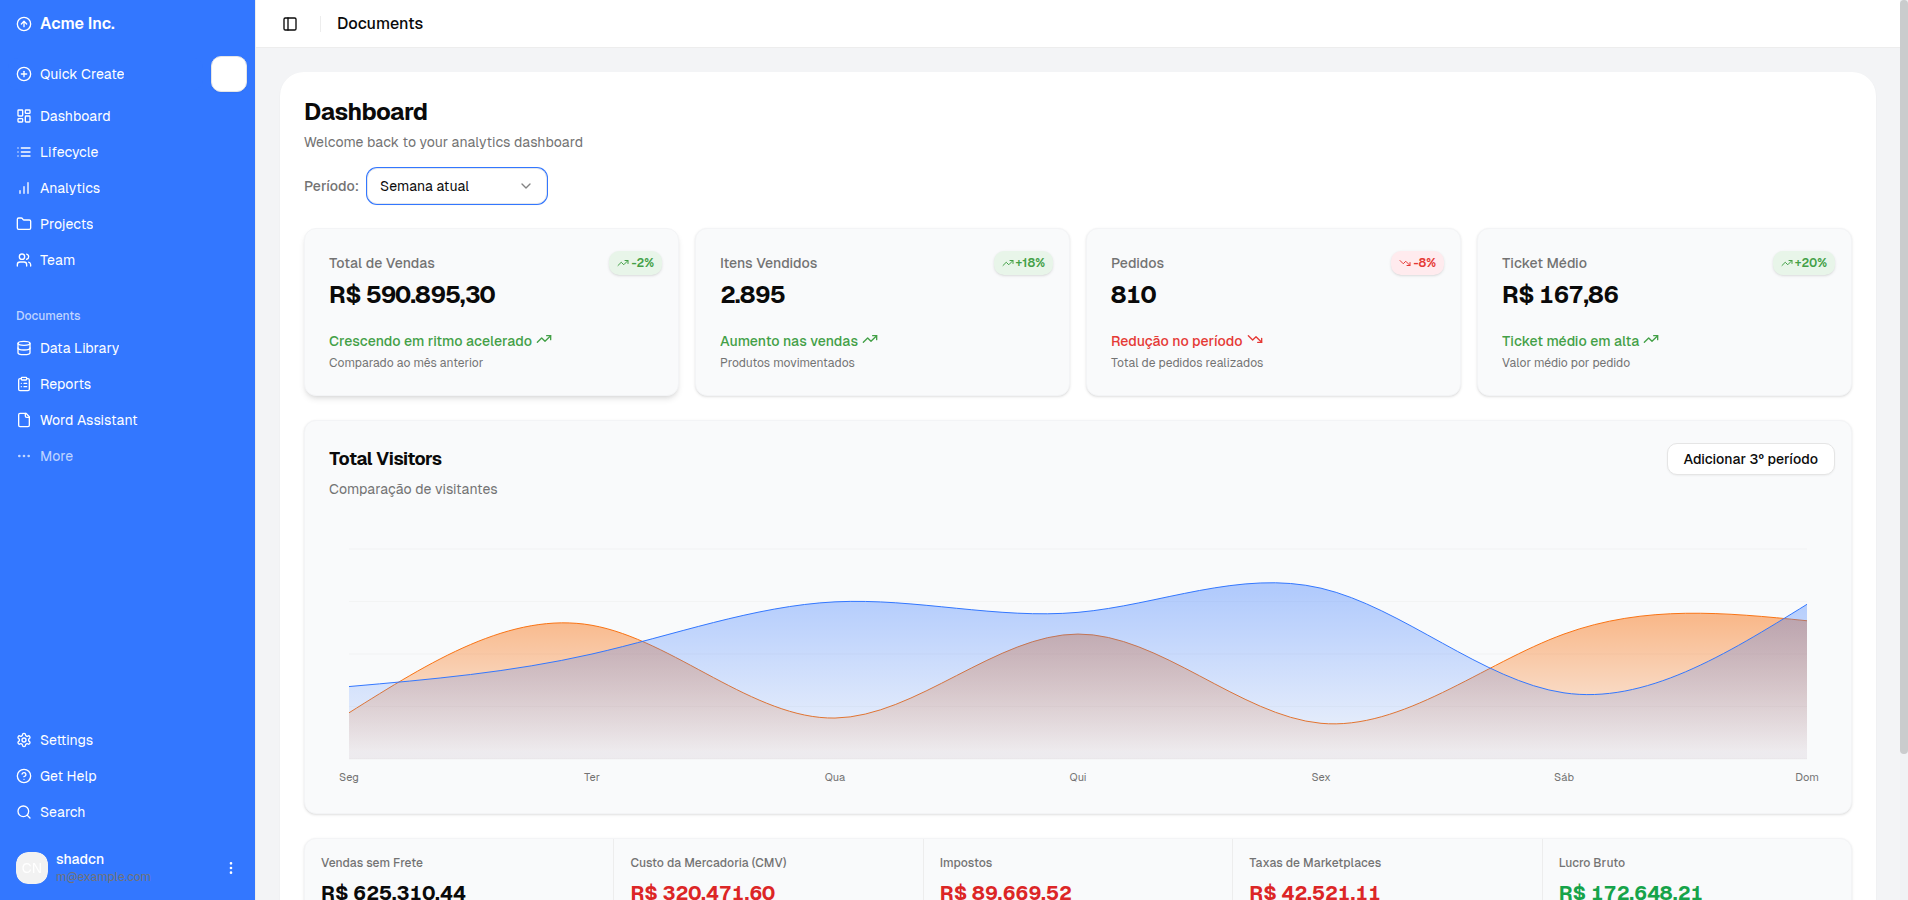 Acme Inc.
Quick Create
Dashboard
Lifecycle
Analytics
Projects
Team
Documents
Data Library
Reports
Word Assistant
More
Settings
Get Help
Search
CN
shadcn
m@example.com
Documents
Dashboard
Welcome back to your analytics dashboard
Período: Semana atual
Total de Vendas -2%
R$ 590.895,30
Crescendo em ritmo acelerado
Comparado ao mês anterior
Itens Vendidos +18%
2.895
Aumento nas vendas
Produtos movimentados
Pedidos -8%
810
Redução no período
Total de pedidos realizados
Ticket Médio +20%
R$ 167,86
Ticket médio em alta
Valor médio por pedido
Total Visitors
Adicionar 3º período
Comparação de visitantes
Seg Ter Qua Qui Sex Sáb Dom
Vendas sem Frete
R$ 625.310,44
Custo da Mercadoria (CMV)
R$ 320.471,60
Impostos
R$ 89.669,52
Taxas de Marketplaces
R$ 42.521,11
Lucro Bruto
R$ 172.648,21